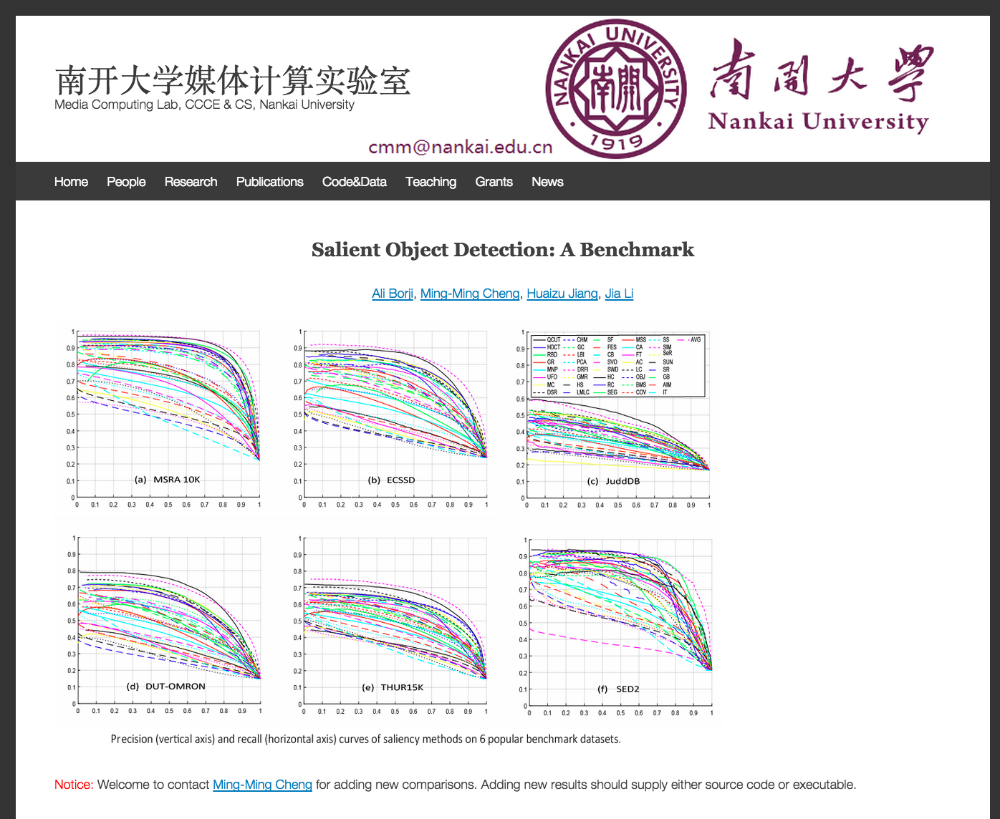 南开大学媒体计算实验室
Media Computing Lab, CCCE & CS, Nankai University
cmm@nankai.edu.cn
NANKAI UNIVERSITY
南開
· 1919 ·
南開大學
Nankai University
Home People Research Publications Code&Data Teaching Grants News
Salient Object Detection: A Benchmark
Ali Borji, Ming-Ming Cheng, Huaizu Jiang, Jia Li
1
0.9
0.8
0.7
0.6
0.5
0.4
0.3
0.2
0.1
0
0 0.1 0.2 0.3 0.4 0.5 0.6 0.7 0.8 0.9 1
(a) MSRA 10K
1
0.9
0.8
0.7
0.6
0.5
0.4
0.3
0.2
0.1
0
0 0.1 0.2 0.3 0.4 0.5 0.6 0.7 0.8 0.9 1
(b) ECSSD
1
0.9
0.8
0.7
0.6
0.5
0.4
0.3
0.2
0.1
0
0 0.1 0.2 0.3 0.4 0.5 0.6 0.7 0.8 0.9 1
QCUT CHM SF MSS SS AVG
HDCT GC FES CA SIM
RBD LBI CB FT SeR
GR PCA SVO AC SUN
MNP DRFI SWD LC SR
UFO GMR HC OBJ GB
MC HS RC BMS AIM
DSR LMLC SEG COV IT
(c) JuddDB
1
0.9
0.8
0.7
0.6
0.5
0.4
0.3
0.2
0.1
0
0 0.1 0.2 0.3 0.4 0.5 0.6 0.7 0.8 0.9 1
(d) DUT-OMRON
1
0.9
0.8
0.7
0.6
0.5
0.4
0.3
0.2
0.1
0
0 0.1 0.2 0.3 0.4 0.5 0.6 0.7 0.8 0.9 1
(e) THUR15K
1
0.9
0.8
0.7
0.6
0.5
0.4
0.3
0.2
0.1
0
0 0.1 0.2 0.3 0.4 0.5 0.6 0.7 0.8 0.9 1
(f) SED2
Precision (vertical axis) and recall (horizontal axis) curves of saliency methods on 6 popular benchmark datasets.
Notice: Welcome to contact Ming-Ming Cheng for adding new comparisons. Adding new results should supply either source code or executable.